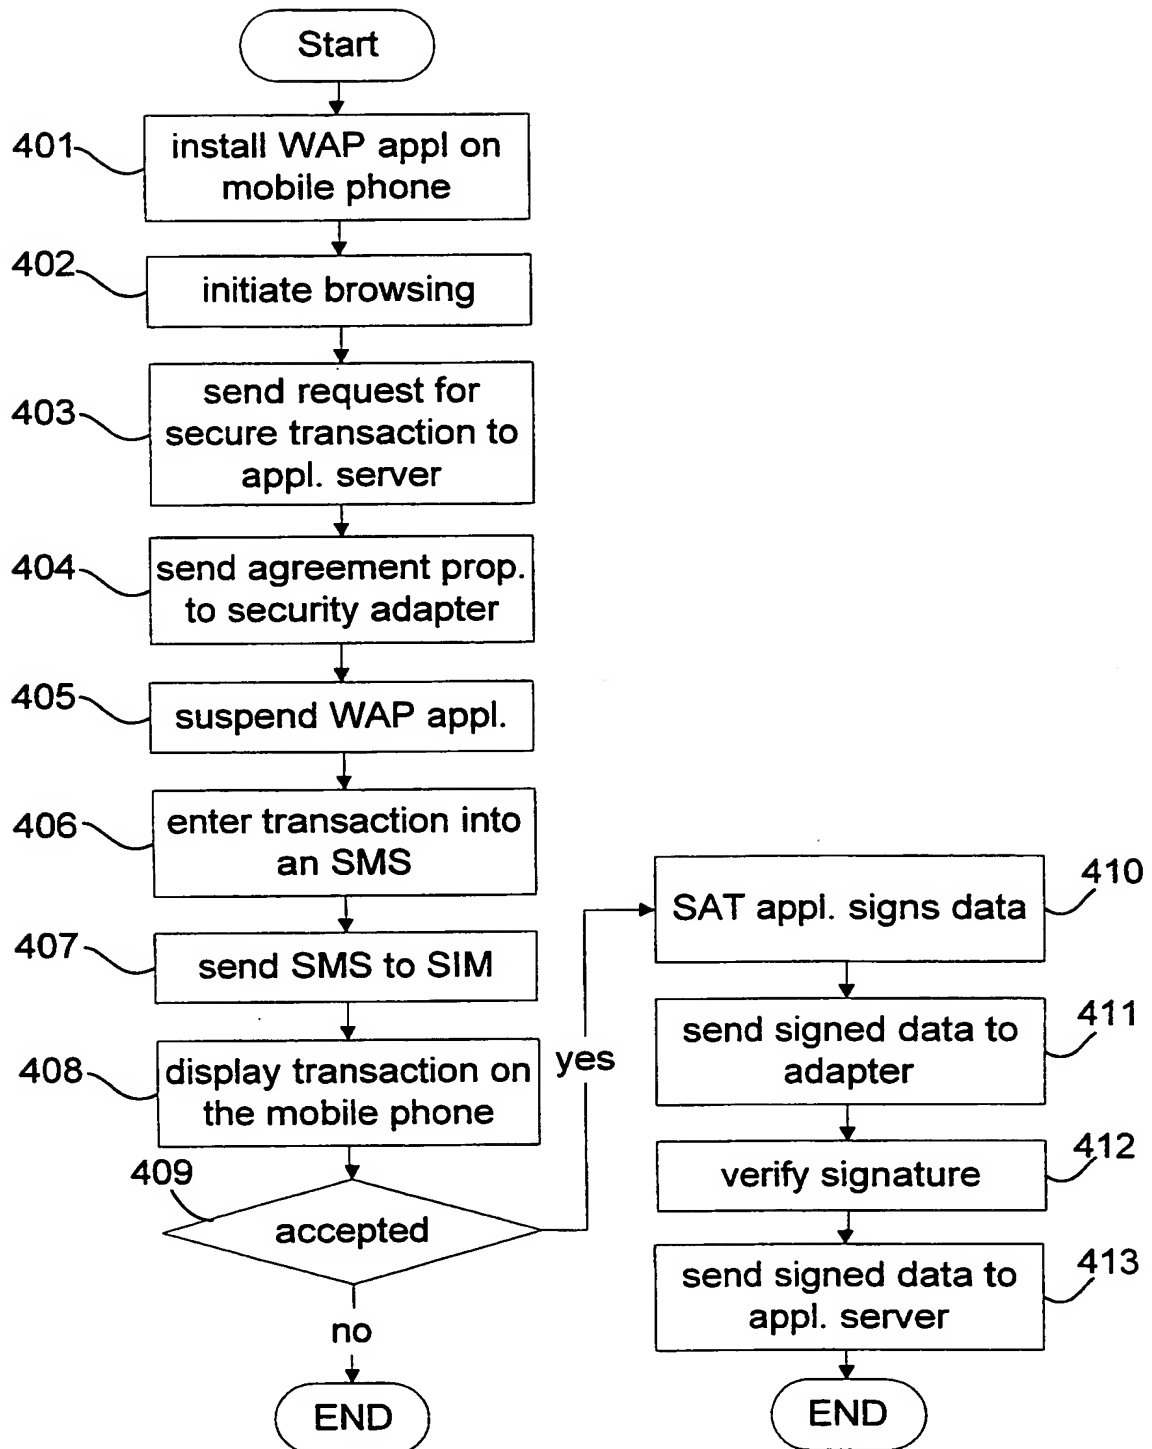 Start
401
install WAP appl on
mobile phone
402
initiate browsing
403
send request for
secure transaction to
appl. server
404
send agreement prop.
to security adapter
405
suspend WAP appl.
406
enter transaction into
an SMS
407
send SMS to SIM
408
display transaction on
the mobile phone
409
accepted
no
END
yes
410
SAT appl. signs data
411
send signed data to
adapter
412
verify signature
413
send signed data to
appl. server
END